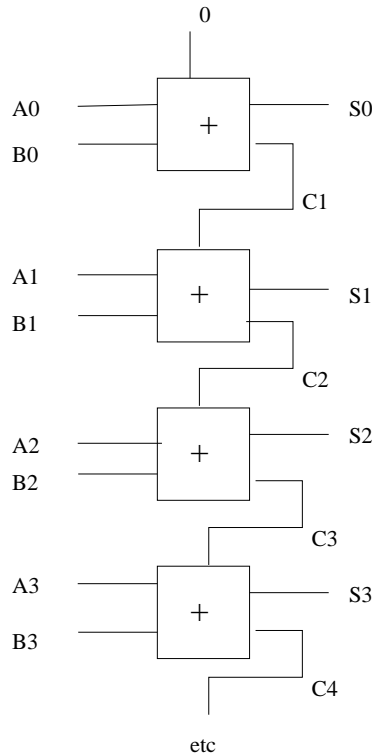 0
A0 + S0
B0
C1
A1 + S1
B1
C2
A2 + S2
B2
C3
A3 + S3
B3
C4
etc